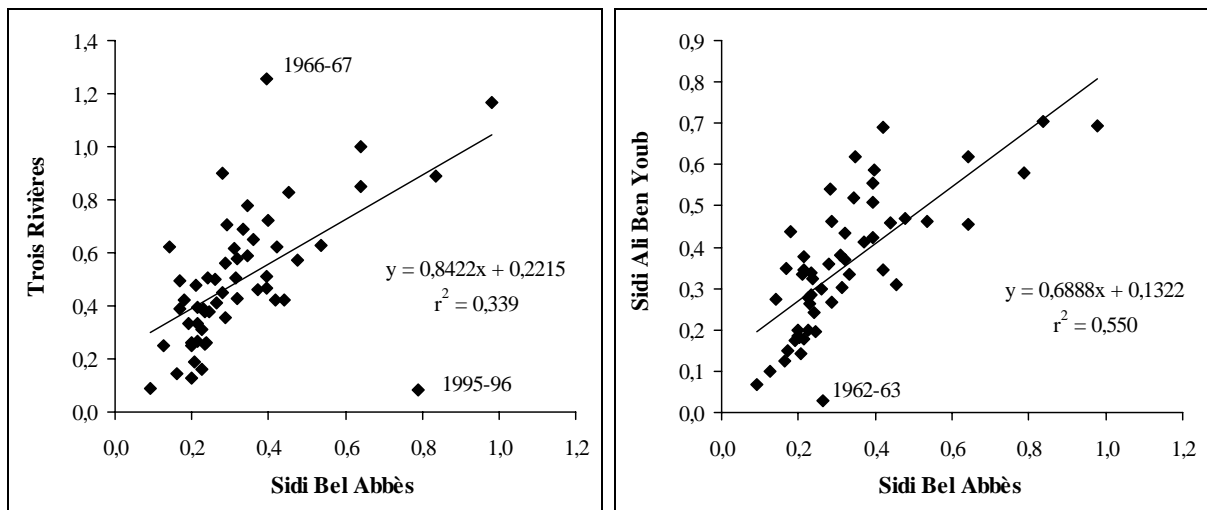 1,4
1,2
1,0
0,8
0,6
0,4
0,2
0,0
Trois Rivières
1966-67
y = 0,8422x + 0,2215
r² = 0,339
1995-96
0,0 0,2 0,4 0,6 0,8 1,0 1,2
Sidi Bel Abbès
0,9
0,8
0,7
0,6
0,5
0,4
0,3
0,2
0,1
0,0
Sidi Ali Ben Youb
y = 0,6888x + 0,1322
r² = 0,550
1962-63
0,0 0,2 0,4 0,6 0,8 1,0 1,2
Sidi Bel Abbès